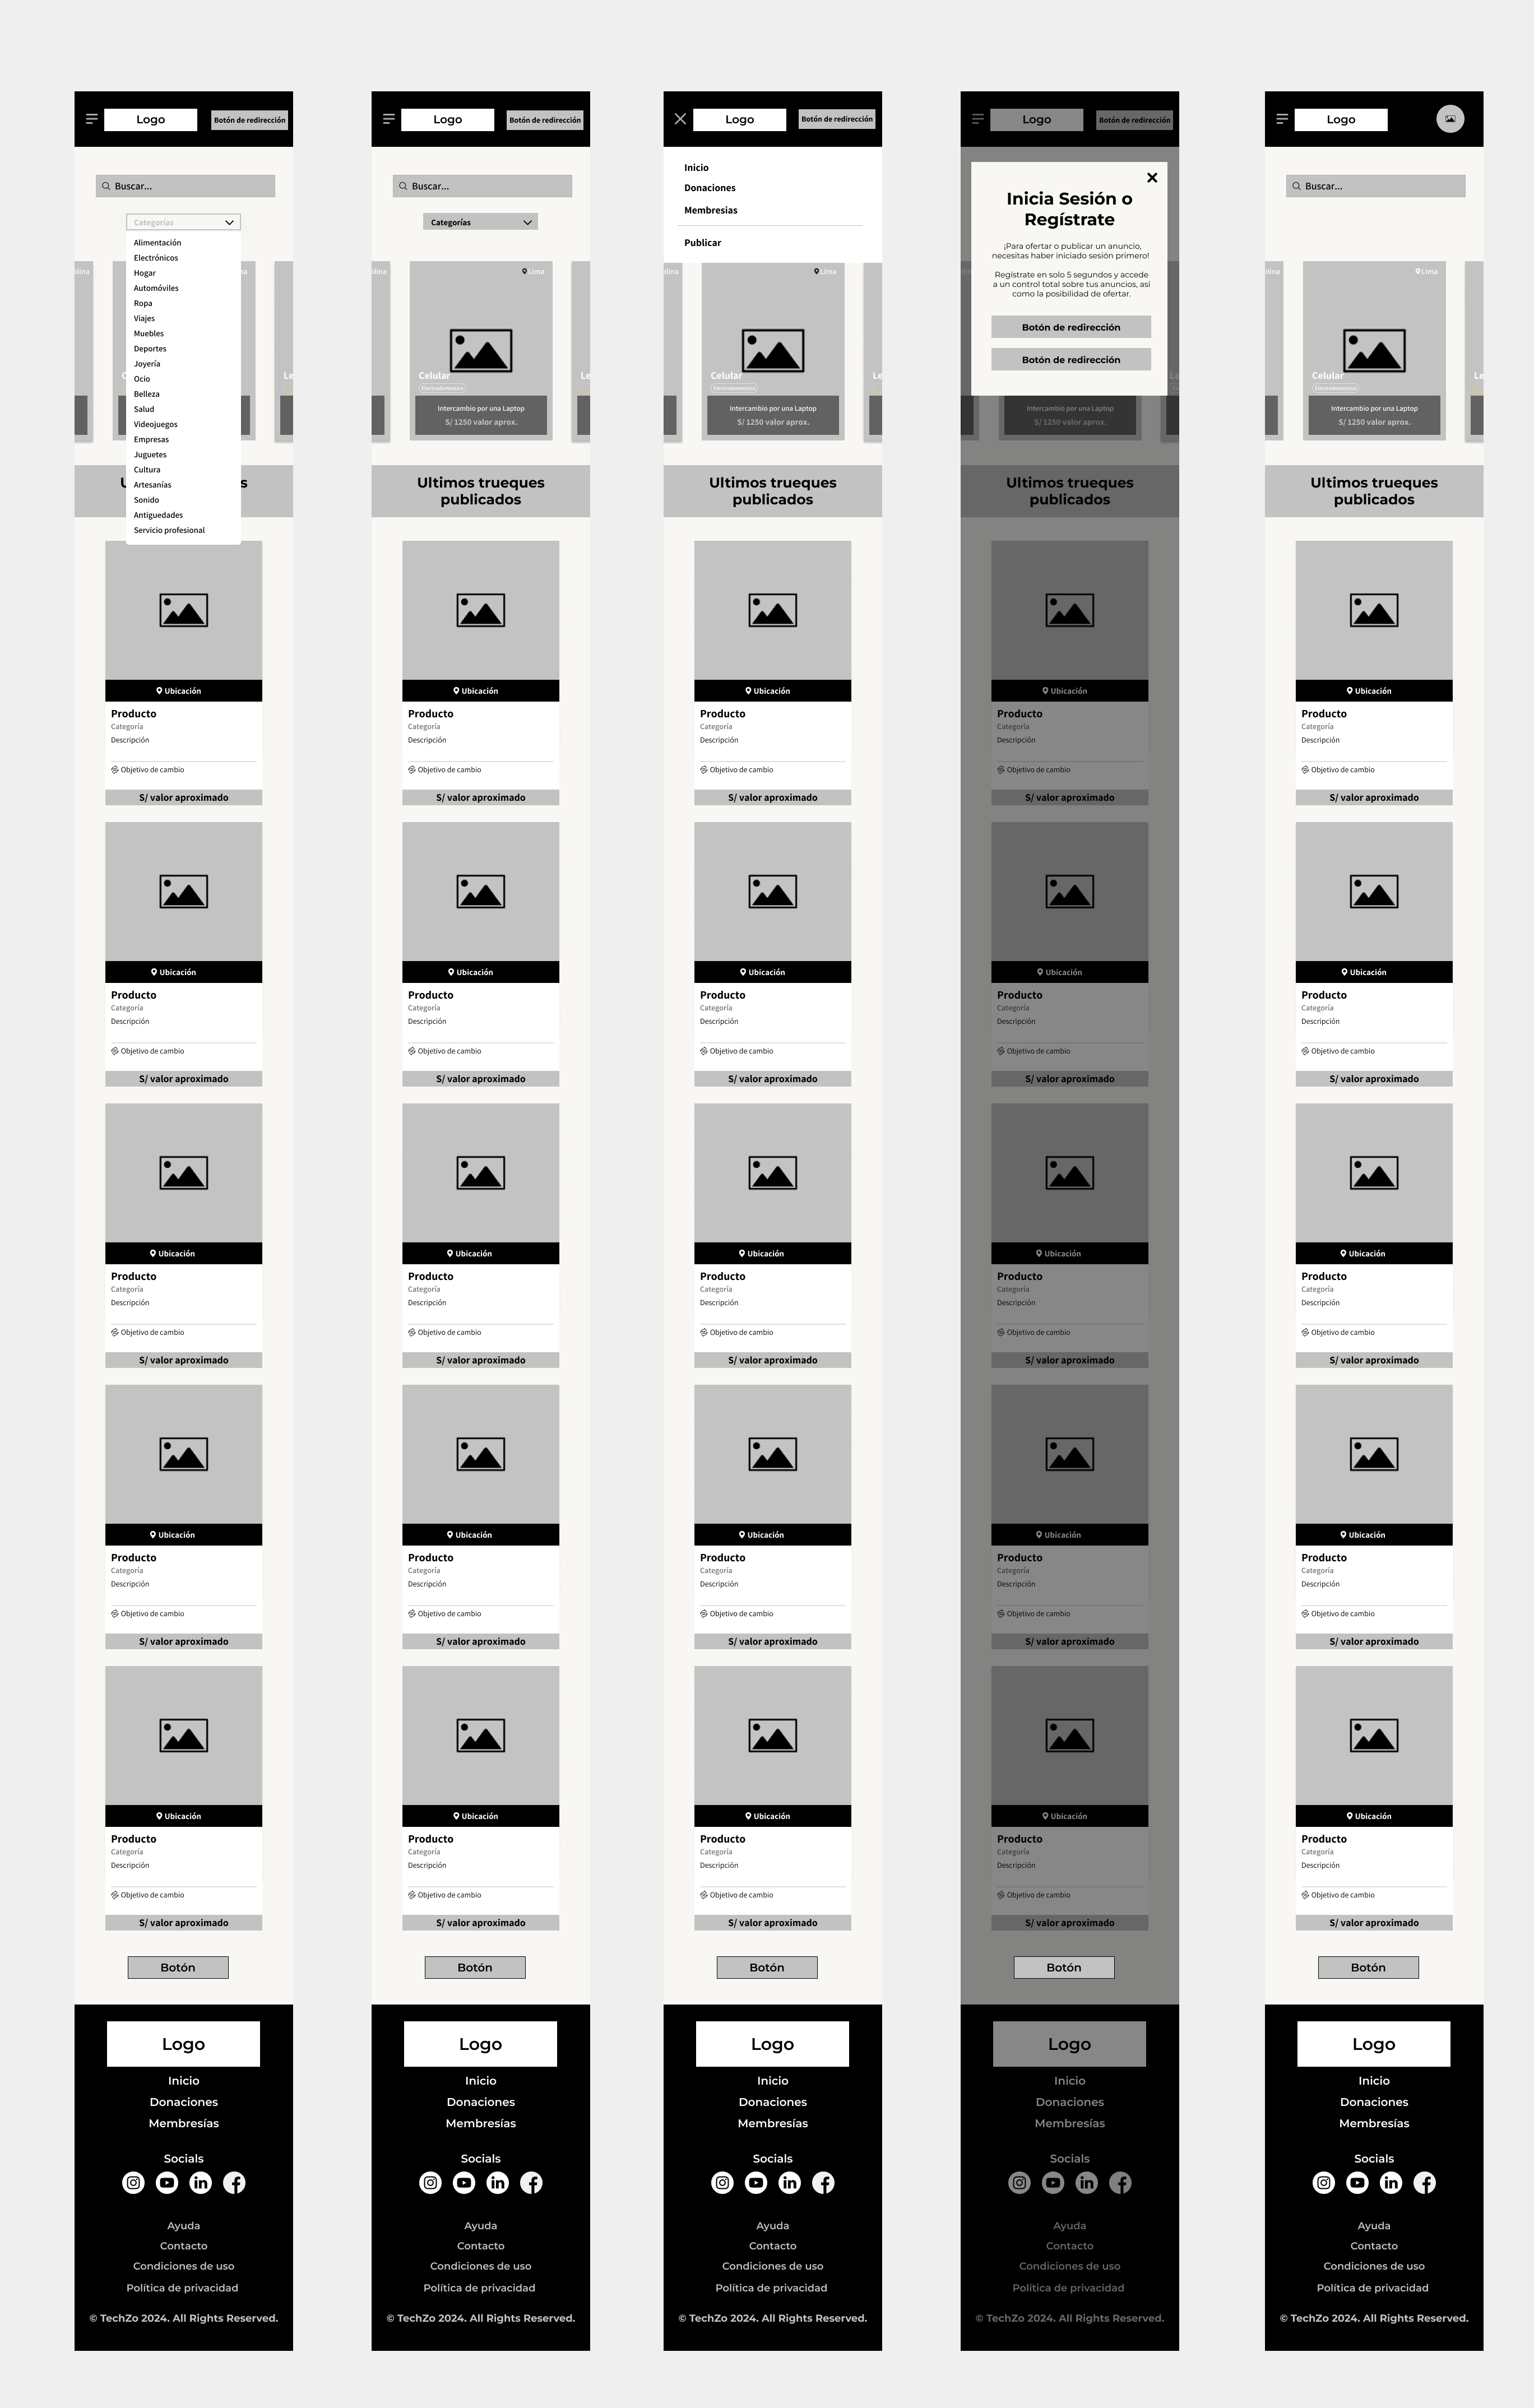 Logo
Botón de redirección
Buscar...
Categorías
Alimentación
Electrónicos
Hogar
Automóviles
Ropa
Viajes
Muebles
Deportes
Joyería
Ocio
Belleza
Salud
Videojuegos
Empresas
Juguetes
Cultura
Artesanías
Sonido
Antiguedades
Servicio profesional
Ubicación
Producto
Categoría
Descripción
Objetivo de cambio
S/ valor aproximado
Ubicación
Producto
Categoría
Descripción
Objetivo de cambio
S/ valor aproximado
Ubicación
Producto
Categoría
Descripción
Objetivo de cambio
S/ valor aproximado
Ubicación
Producto
Categoría
Descripción
Objetivo de cambio
S/ valor aproximado
Ubicación
Producto
Categoría
Descripción
Objetivo de cambio
S/ valor aproximado
Botón
Logo
Inicio
Donaciones
Membresías
Socials
Ayuda
Contacto
Condiciones de uso
Política de privacidad
© TechZo 2024. All Rights Reserved.
Logo
Botón de redirección
Buscar...
Categorías
Lima
Celular
Electrodomestico
Intercambio por una Laptop
S/ 1250 valor aprox.
Ultimos trueques
publicados
Ubicación
Producto
Categoría
Descripción
Objetivo de cambio
S/ valor aproximado
Ubicación
Producto
Categoría
Descripción
Objetivo de cambio
S/ valor aproximado
Ubicación
Producto
Categoría
Descripción
Objetivo de cambio
S/ valor aproximado
Ubicación
Producto
Categoría
Descripción
Objetivo de cambio
S/ valor aproximado
Ubicación
Producto
Categoría
Descripción
Objetivo de cambio
S/ valor aproximado
Botón
Logo
Inicio
Donaciones
Membresías
Socials
Ayuda
Contacto
Condiciones de uso
Política de privacidad
© TechZo 2024. All Rights Reserved.
Logo
Botón de redirección
Inicio
Donaciones
Membresias
Publicar
Lima
Celular
Electrodomestico
Intercambio por una Laptop
S/ 1250 valor aprox.
Ultimos trueques
publicados
Ubicación
Producto
Categoría
Descripción
Objetivo de cambio
S/ valor aproximado
Ubicación
Producto
Categoría
Descripción
Objetivo de cambio
S/ valor aproximado
Ubicación
Producto
Categoría
Descripción
Objetivo de cambio
S/ valor aproximado
Ubicación
Producto
Categoría
Descripción
Objetivo de cambio
S/ valor aproximado
Ubicación
Producto
Categoría
Descripción
Objetivo de cambio
S/ valor aproximado
Botón
Logo
Inicio
Donaciones
Membresías
Socials
Ayuda
Contacto
Condiciones de uso
Política de privacidad
© TechZo 2024. All Rights Reserved.
Logo
Botón de redirección
Inicia Sesión o
Regístrate
¡Para ofertar o publicar un anuncio,
necesitas haber iniciado sesión primero!
Regístrate en solo 5 segundos y accede
a un control total sobre tus anuncios, así
como la posibilidad de ofertar.
Botón de redirección
Botón de redirección
Intercambio por una Laptop
S/ 1250 valor aprox.
Ultimos trueques
publicados
Ubicación
Producto
Categoría
Descripción
Objetivo de cambio
S/ valor aproximado
Ubicación
Producto
Categoría
Descripción
Objetivo de cambio
S/ valor aproximado
Ubicación
Producto
Categoría
Descripción
Objetivo de cambio
S/ valor aproximado
Ubicación
Producto
Categoría
Descripción
Objetivo de cambio
S/ valor aproximado
Ubicación
Producto
Categoría
Descripción
Objetivo de cambio
S/ valor aproximado
Botón
Logo
Inicio
Donaciones
Membresías
Socials
Ayuda
Contacto
Condiciones de uso
Política de privacidad
© TechZo 2024. All Rights Reserved.
Logo
Buscar...
Lima
Celular
Electrodomestico
Intercambio por una Laptop
S/ 1250 valor aprox.
Ultimos trueques
publicados
Ubicación
Producto
Categoría
Descripción
Objetivo de cambio
S/ valor aproximado
Ubicación
Producto
Categoría
Descripción
Objetivo de cambio
S/ valor aproximado
Ubicación
Producto
Categoría
Descripción
Objetivo de cambio
S/ valor aproximado
Ubicación
Producto
Categoría
Descripción
Objetivo de cambio
S/ valor aproximado
Ubicación
Producto
Categoría
Descripción
Objetivo de cambio
S/ valor aproximado
Botón
Logo
Inicio
Donaciones
Membresías
Socials
Ayuda
Contacto
Condiciones de uso
Política de privacidad
© TechZo 2024. All Rights Reserved.